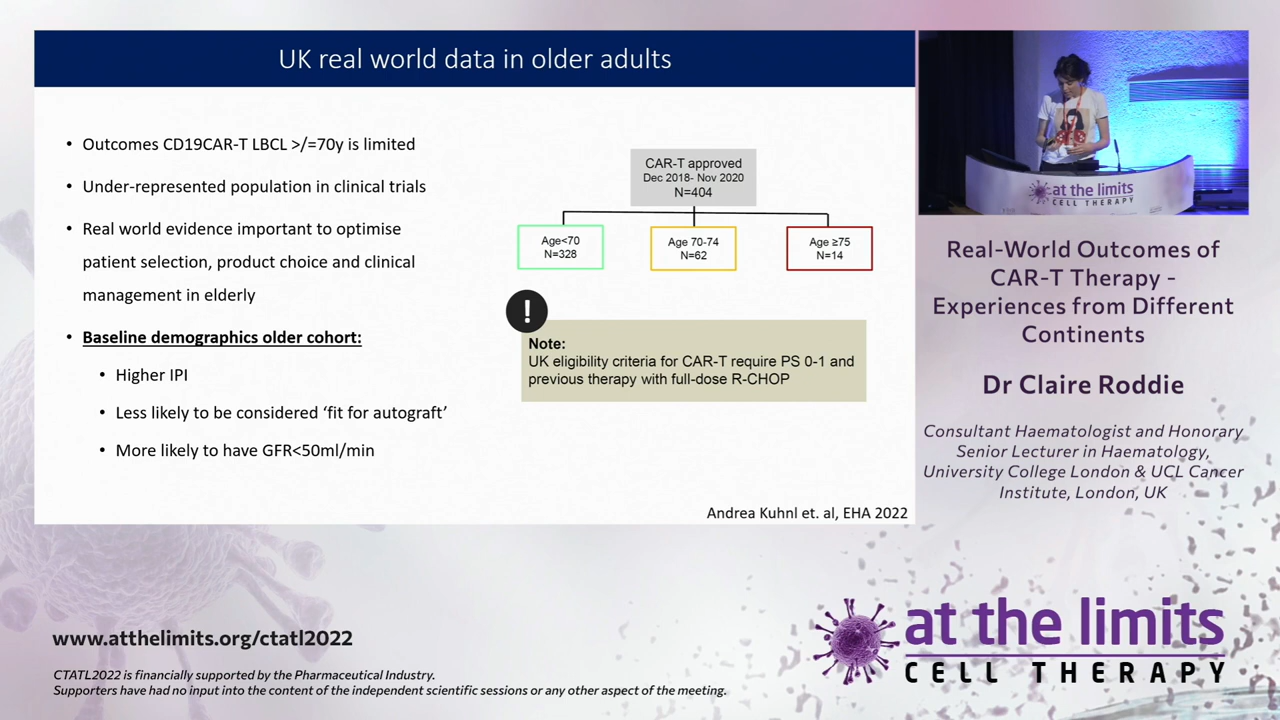 UK real world data in older adults
• Outcomes CD19CAR-T LBCL >/=70y is limited
• Under-represented population in clinical trials
• Real world evidence important to optimise
patient selection, product choice and clinical
management in elderly
• Baseline demographics older cohort:
• Higher IPI
• Less likely to be considered ‘fit for autograft’
• More likely to have GFR<50ml/min
CAR-T approved
Dec 2018- Nov 2020
N=404
Age<70
N=328
Age 70-74
N=62
Age ≥75
N=14
!
Note:
UK eligibility criteria for CAR-T require PS 0-1 and
previous therapy with full-dose R-CHOP
Andrea Kuhnl et. al, EHA 2022
at the limits
CELL THERAPY
Real-World Outcomes of
CAR-T Therapy -
Experiences from Different
Continents
Dr Claire Roddie
Consultant Haematologist and Honorary
Senior Lecturer in Haematology,
University College London & UCL Cancer
Institute, London, UK
www.atthelimits.org/ctatl2022
CTATL2022 is financially supported by the Pharmaceutical Industry.
Supporters have had no input into the content of the independent scientific sessions or any other aspect of the meeting.
at the limits
CELL THERAPY